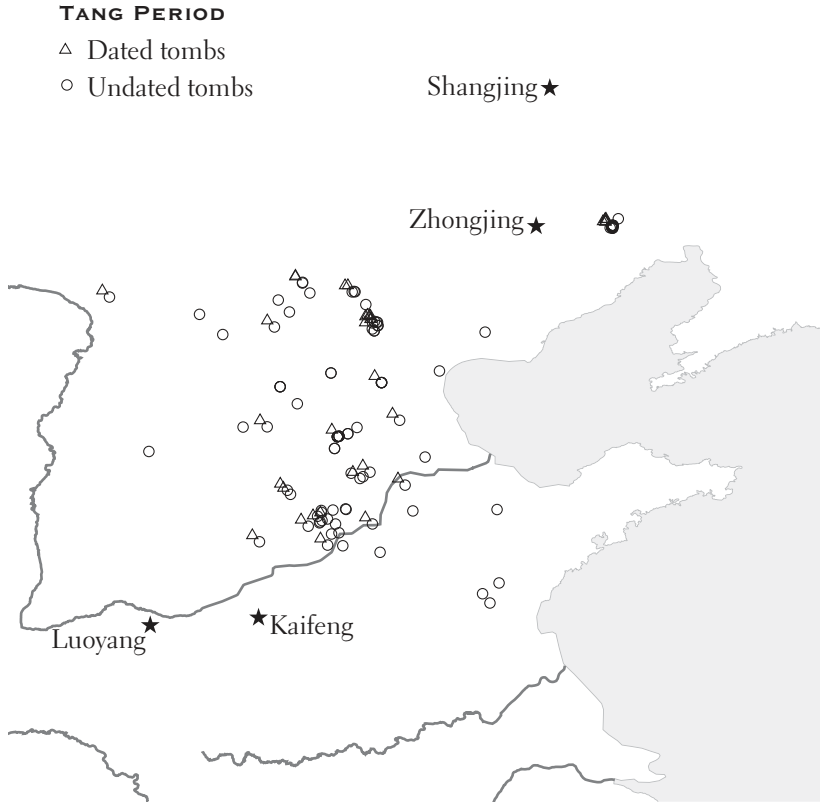 TANG PERIOD
Dated tombs
Undated tombs
Shangjing
Zhongjing
Luoyang
Kaifeng